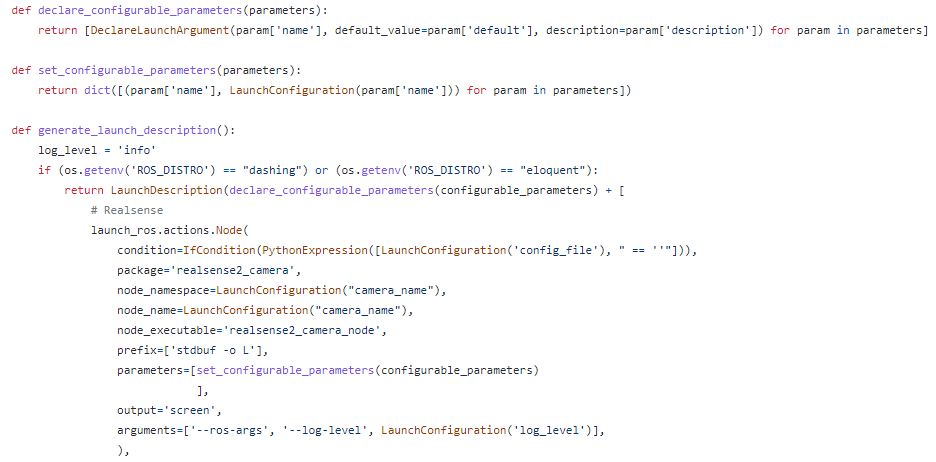 def declare_configurable_parameters(parameters):
    return [DeclareLaunchArgument(param['name'], default_value=param['default'], description=param['description']) for param in parameters]
def set_configurable_parameters(parameters):
    return dict([(param['name'], LaunchConfiguration(param['name'])) for param in parameters])
def generate_launch_description():
    log_level = 'info'
    if (os.getenv('ROS_DISTRO') == "dashing") or (os.getenv('ROS_DISTRO') == "eloquent"):
        return LaunchDescription(declare_configurable_parameters(configurable_parameters) + [
            # Realsense
            launch_ros.actions.Node(
                condition=IfCondition(PythonExpression([LaunchConfiguration('config_file'), " == ''"])),
                package='realsense2_camera',
                node_namespace=LaunchConfiguration("camera_name"),
                node_name=LaunchConfiguration("camera_name"),
                node_executable='realsense2_camera_node',
                prefix=['stdbuf -o L'],
                parameters=[set_configurable_parameters(configurable_parameters)
                            ],
                output='screen',
                arguments=['--ros-args', '--log-level', LaunchConfiguration('log_level')],
                ),